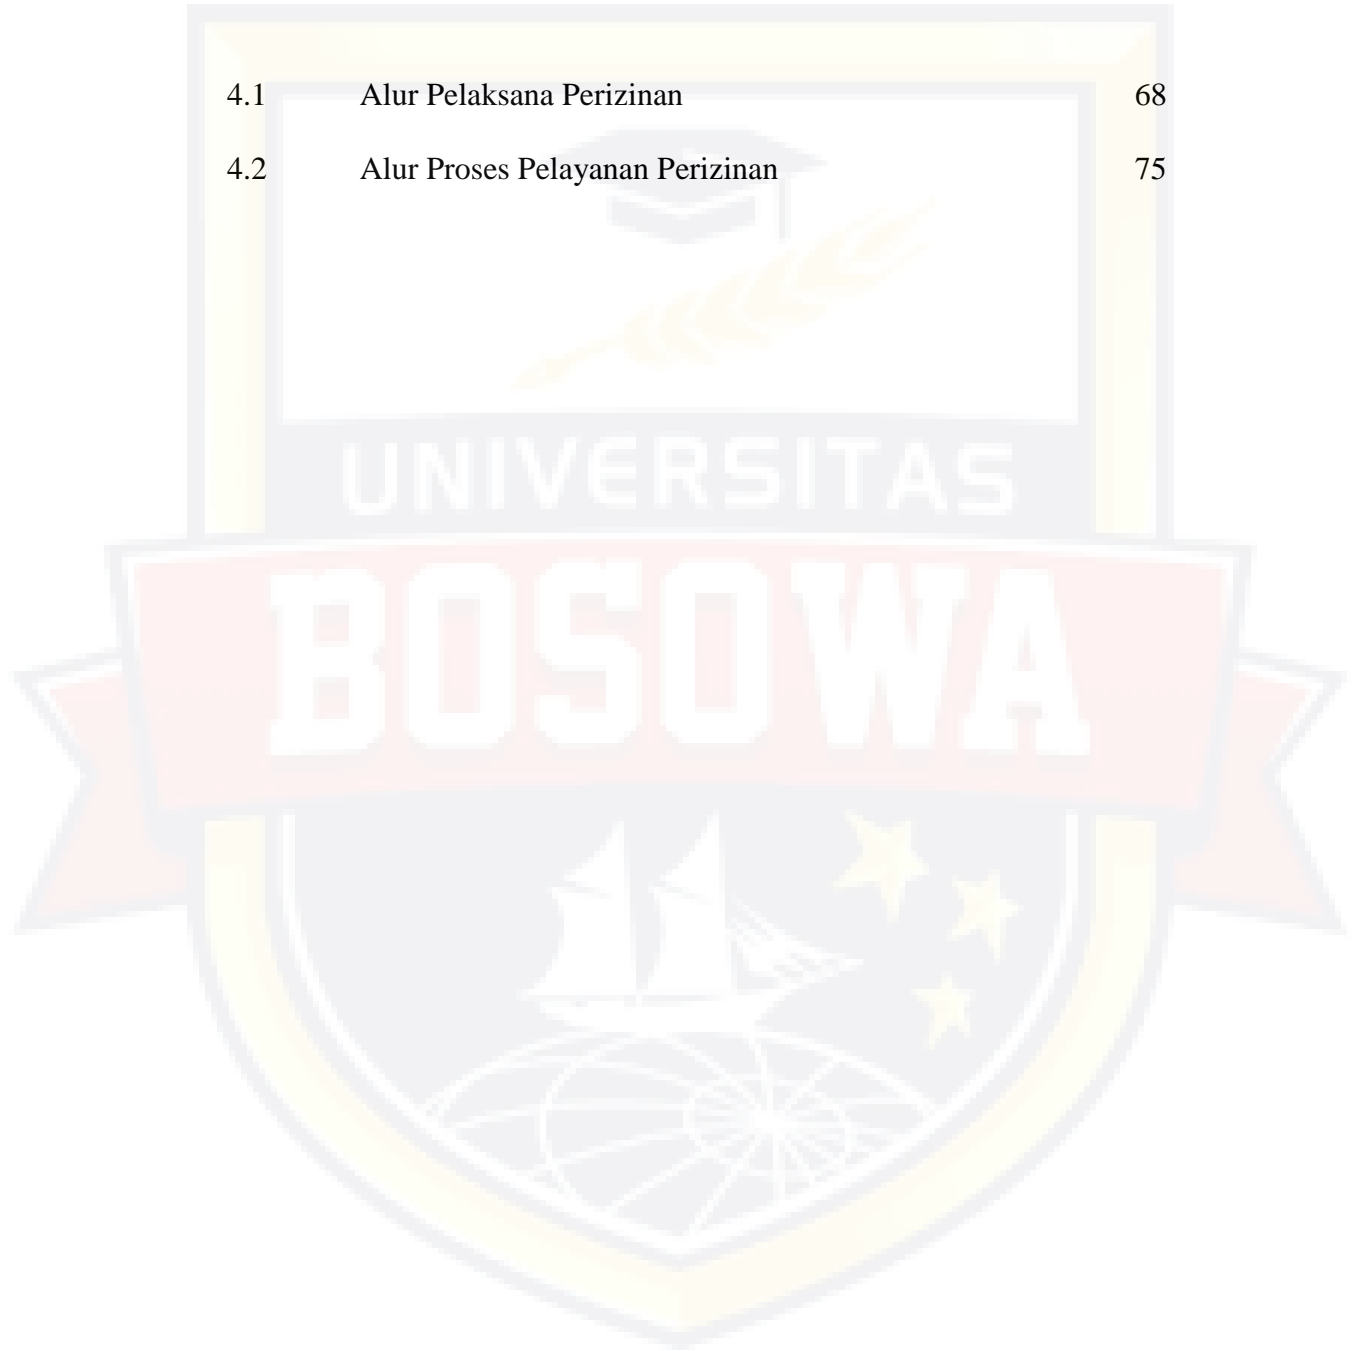 4.1 Alur Pelaksana Perizinan 68
4.2 Alur Proses Pelayanan Perizinan 75
UNIVERSITAS
BOSOWA